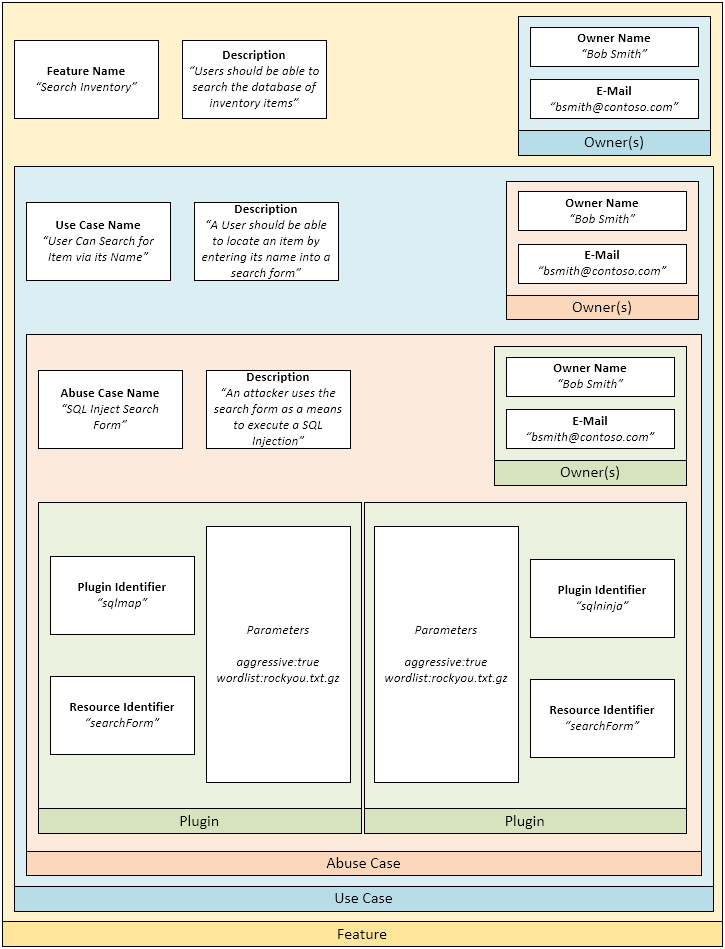 Feature Name
“Search Inventory”
Description
“Users should be able to
search the database of
inventory items”
Owner Name
“Bob Smith”
E-Mail
“bsmith@contoso.com”
Owner(s)
Use Case Name
“User Can Search for
Item via its Name”
Description
“A User should be able
to locate an item by
entering its name into a
search form”
Owner Name
“Bob Smith”
E-Mail
“bsmith@contoso.com”
Owner(s)
Abuse Case Name
“SQL Inject Search
Form”
Description
“An attacker uses the
search form as a means
to execute a SQL
Injection”
Owner Name
“Bob Smith”
E-Mail
“bsmith@contoso.com”
Owner(s)
Plugin Identifier
“sqlmap”
Resource Identifier
“searchForm”
Parameters
aggressive:true
wordlist:rockyou.txt.gz
Plugin
Parameters
aggressive:true
wordlist:rockyou.txt.gz
Plugin Identifier
“sqlninja”
Resource Identifier
“searchForm”
Plugin
Abuse Case
Use Case
Feature